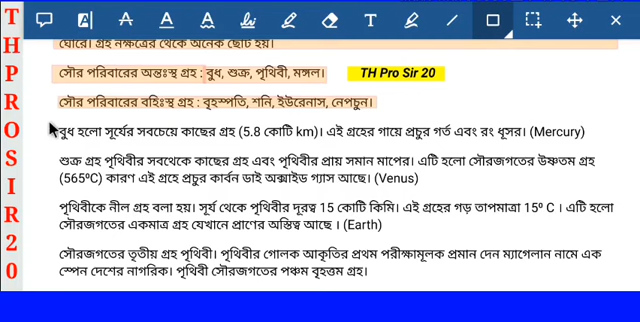 ঘোরে। গ্রহ নক্ষত্রের থেকে অনেক ছোট হয়।
সৌর পরিবারের অন্তঃস্থ গ্রহ : বুধ, শুক্র, পৃথিবী, মঙ্গল। TH Pro Sir 20
সৌর পরিবারের বহিঃস্থ গ্রহ : বৃহস্পতি, শনি, ইউরেনাস, নেপচুন।
বুধ হলো সূর্যের সবচেয়ে কাছের গ্রহ (5.8 কোটি km)। এই গ্রহের গায়ে প্রচুর গর্ত এবং রং ধূসর। (Mercury)
শুক্র গ্রহ পৃথিবীর সবথেকে কাছের গ্রহ এবং পৃথিবীর প্রায় সমান মাপের। এটি হলো সৌরজগতের উষ্ণতম গ্রহ
(565ºC) কারণ এই গ্রহে প্রচুর কার্বন ডাই অক্সাইড গ্যাস আছে। (Venus)
পৃথিবীকে নীল গ্রহ বলা হয়। সূর্য থেকে পৃথিবীর দূরত্ব 15 কোটি কিমি। এই গ্রহের গড় তাপমাত্রা 15º C । এটি হলো
সৌরজগতের একমাত্র গ্রহ যেখানে প্রাণের অস্তিত্ব আছে । (Earth)
সৌরজগতের তৃতীয় গ্রহ পৃথিবী। পৃথিবীর গোলক আকৃতির প্রথম পরীক্ষামূলক প্রমান দেন ম্যাগেলান নামে এক
স্পেন দেশের নাগরিক। পৃথিবী সৌরজগতের পঞ্চম বৃহত্তম গ্রহ।
T
H
P
R
O
S
I
R
2
0